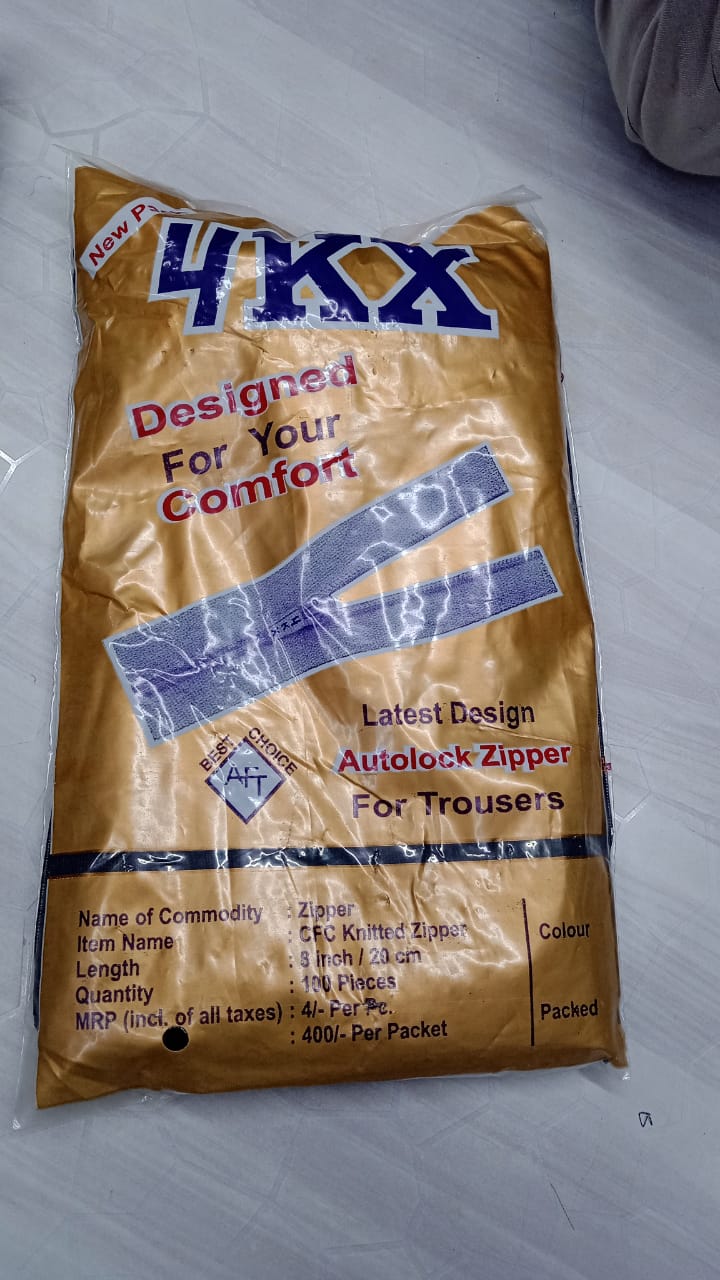 New
4KX
Designed
For Your
Comfort
BEST CHOICE
AFT
Latest Design
Autolock Zipper
For Trousers
Name of Commodity : Zipper
Item Name : CFC Knitted Zipper
Length : 8 inch / 20 cm
Quantity : 100 Pieces
MRP (incl. of all taxes) : 4/- Per Pc.
: 400/- Per Packet
Colour
Packed